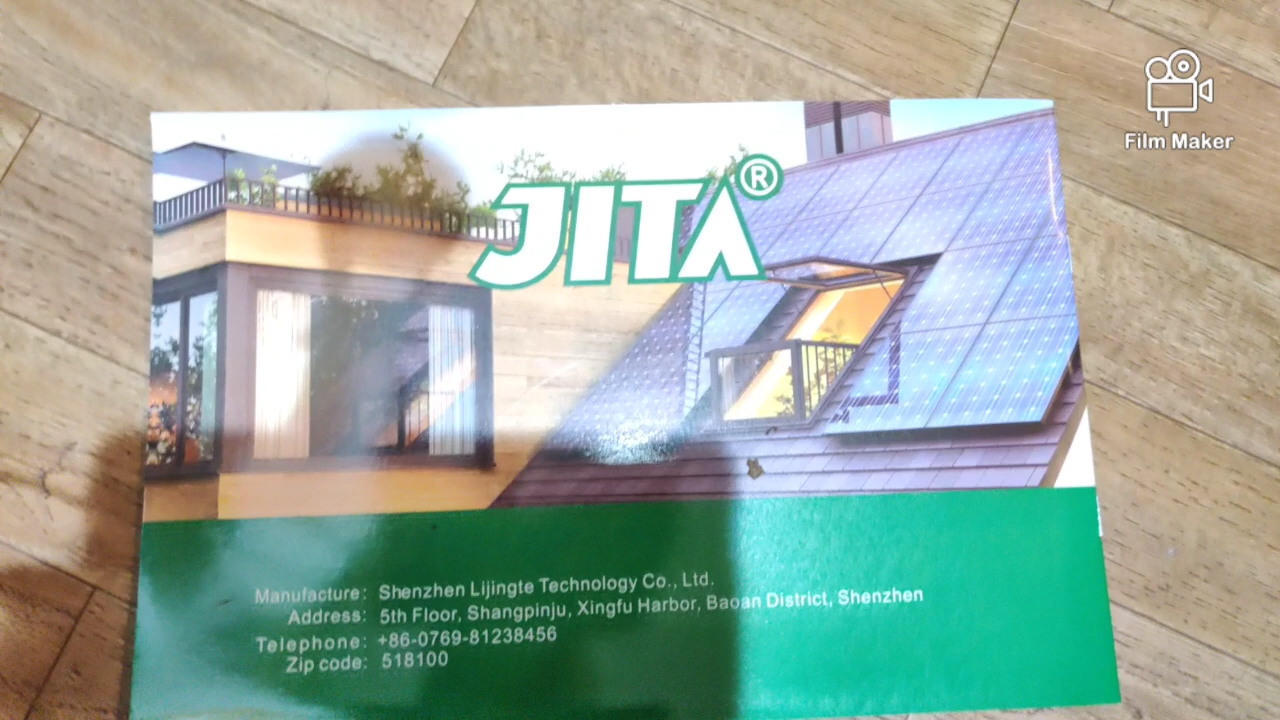 Film Maker
JITA®
Manufacture: Shenzhen Lijingte Technology Co., Ltd.
Address: 5th Floor, Shangpinju, Xingfu Harbor, Baoan District, Shenzhen
Telephone: +86-0769-81238456
Zip code: 518100